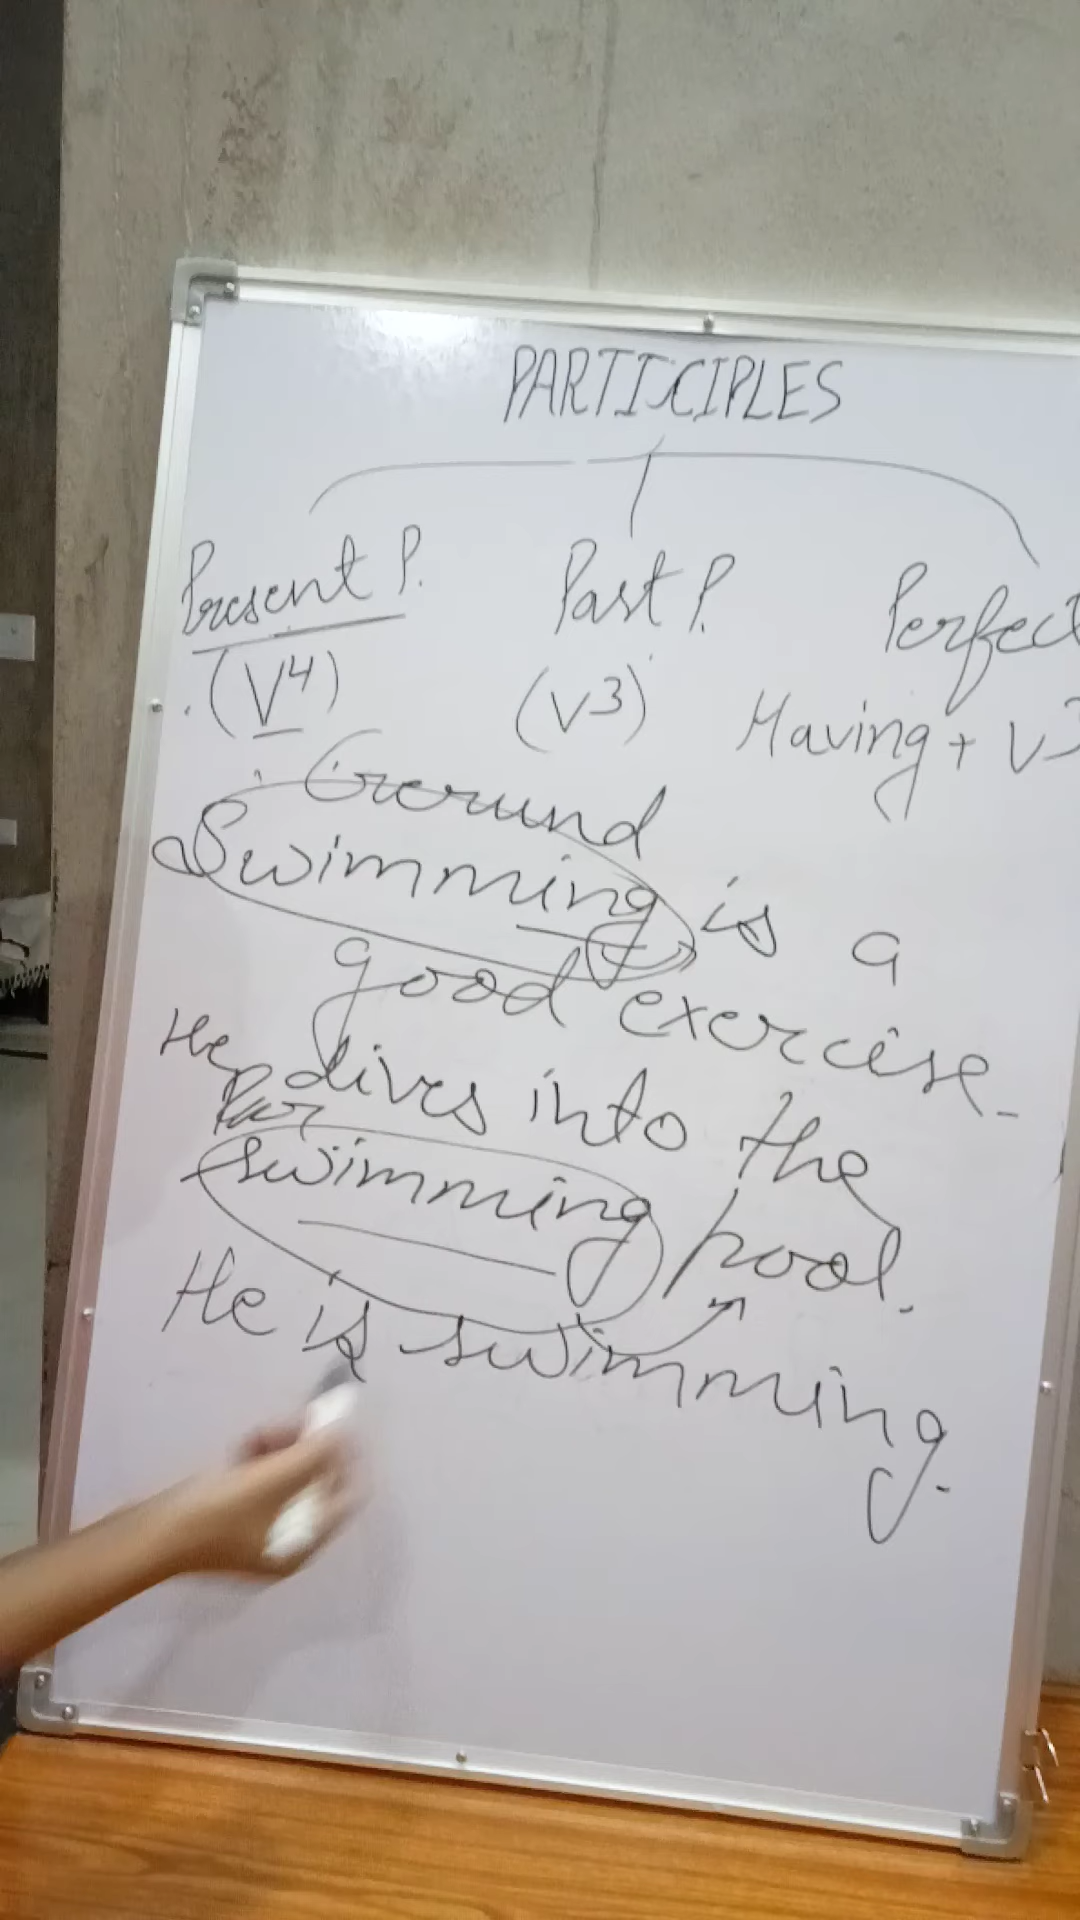 PARTICIPLES
Present P. Past P. Perfect
(V4) (V3) Having + V3
Gerund
Swimming is a
good exercise.
He dives into the
Par
swimming pool.
He is swimming.